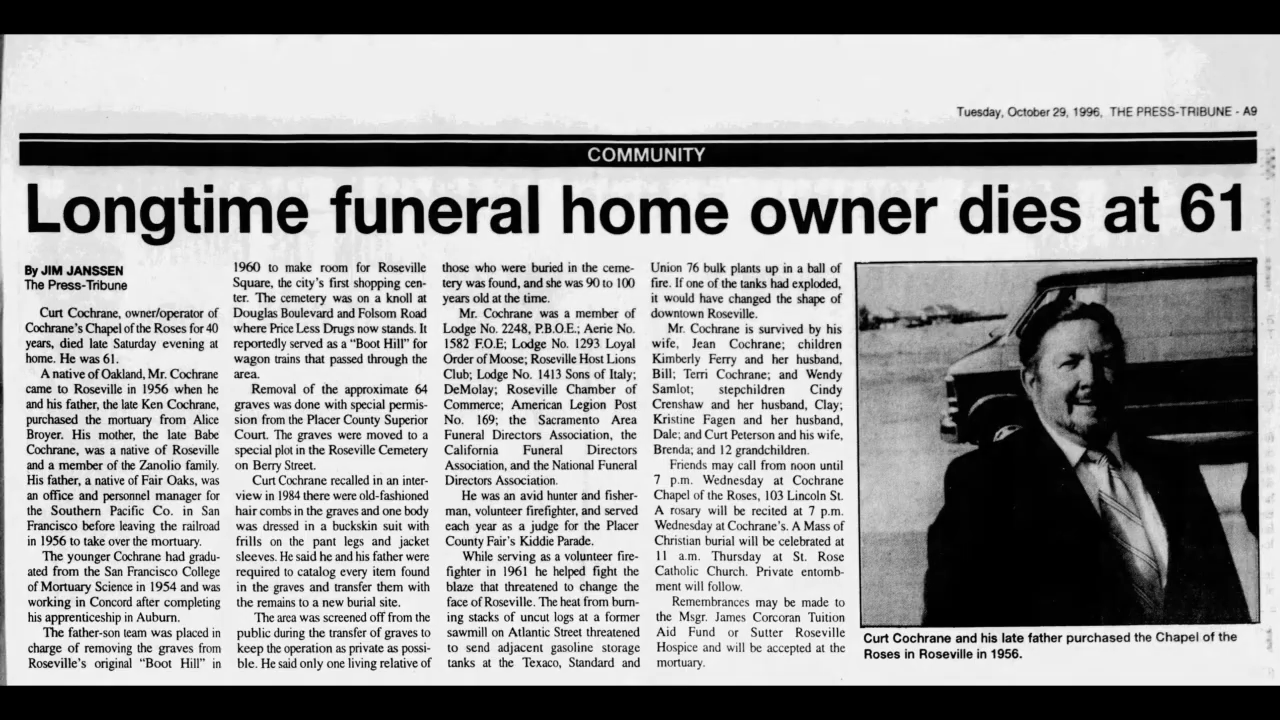 Tuesday, October 29, 1996, THE PRESS-TRIBUNE - A9
COMMUNITY
Longtime funeral home owner dies at 61
By JIM JANSSEN
The Press-Tribune
Curt Cochrane, owner/operator of
Cochrane's Chapel of the Roses for 40
years, died late Saturday evening at
home. He was 61.
A native of Oakland, Mr. Cochrane
came to Roseville in 1956 when he
and his father, the late Ken Cochrane,
purchased the mortuary from Alice
Broyer. His mother, the late Babe
Cochrane, was a native of Roseville
and a member of the Zanolio family.
His father, a native of Fair Oaks, was
an office and personnel manager for
the Southern Pacific Co. in San
Francisco before leaving the railroad
in 1956 to take over the mortuary.
The younger Cochrane had gradu-
ated from the San Francisco College
of Mortuary Science in 1954 and was
working in Concord after completing
his apprenticeship in Auburn.
The father-son team was placed in
charge of removing the graves from
Roseville's original "Boot Hill" in
1960 to make room for Roseville
Square, the city's first shopping cen-
ter. The cemetery was on a knoll at
Douglas Boulevard and Folsom Road
where Price Less Drugs now stands. It
reportedly served as a "Boot Hill" for
wagon trains that passed through the
area.
Removal of the approximate 64
graves was done with special permis-
sion from the Placer County Superior
Court. The graves were moved to a
special plot in the Roseville Cemetery
on Berry Street.
Curt Cochrane recalled in an inter-
view in 1984 there were old-fashioned
hair combs in the graves and one body
was dressed in a buckskin suit with
frills on the pant legs and jacket
sleeves. He said he and his father were
required to catalog every item found
in the graves and transfer them with
the remains to a new burial site.
The area was screened off from the
public during the transfer of graves to
keep the operation as private as possi-
ble. He said only one living relative of
those who were buried in the ceme-
tery was found, and she was 90 to 100
years old at the time.
Mr. Cochrane was a member of
Lodge No. 2248, P.B.O.E.; Aerie No.
1582 F.O.E; Lodge No. 1293 Loyal
Order of Moose; Roseville Host Lions
Club; Lodge No. 1413 Sons of Italy;
DeMolay; Roseville Chamber of
Commerce; American Legion Post
No. 169; the Sacramento Area
Funeral Directors Association, the
California Funeral Directors
Association, and the National Funeral
Directors Association.
He was an avid hunter and fisher-
man, volunteer firefighter, and served
each year as a judge for the Placer
County Fair's Kiddie Parade.
While serving as a volunteer fire-
fighter in 1961 he helped fight the
blaze that threatened to change the
face of Roseville. The heat from burn-
ing stacks of uncut logs at a former
sawmill on Atlantic Street threatened
to send adjacent gasoline storage
tanks at the Texaco, Standard and
Union 76 bulk plants up in a ball of
fire. If one of the tanks had exploded,
it would have changed the shape of
downtown Roseville.
Mr. Cochrane is survived by his
wife, Jean Cochrane; children
Kimberly Ferry and her husband,
Bill; Terri Cochrane; and Wendy
Samlot; stepchildren Cindy
Crenshaw and her husband, Clay;
Kristine Fagen and her husband,
Dale; and Curt Peterson and his wife,
Brenda; and 12 grandchildren.
Friends may call from noon until
7 p.m. Wednesday at Cochrane
Chapel of the Roses, 103 Lincoln St.
A rosary will be recited at 7 p.m.
Wednesday at Cochrane's. A Mass of
Christian burial will be celebrated at
11 a.m. Thursday at St. Rose
Catholic Church. Private entomb-
ment will follow.
Remembrances may be made to
the Msgr. James Corcoran Tuition
Aid Fund or Sutter Roseville
Hospice and will be accepted at the
mortuary.
Curt Cochrane and his late father purchased the Chapel of the
Roses in Roseville in 1956.